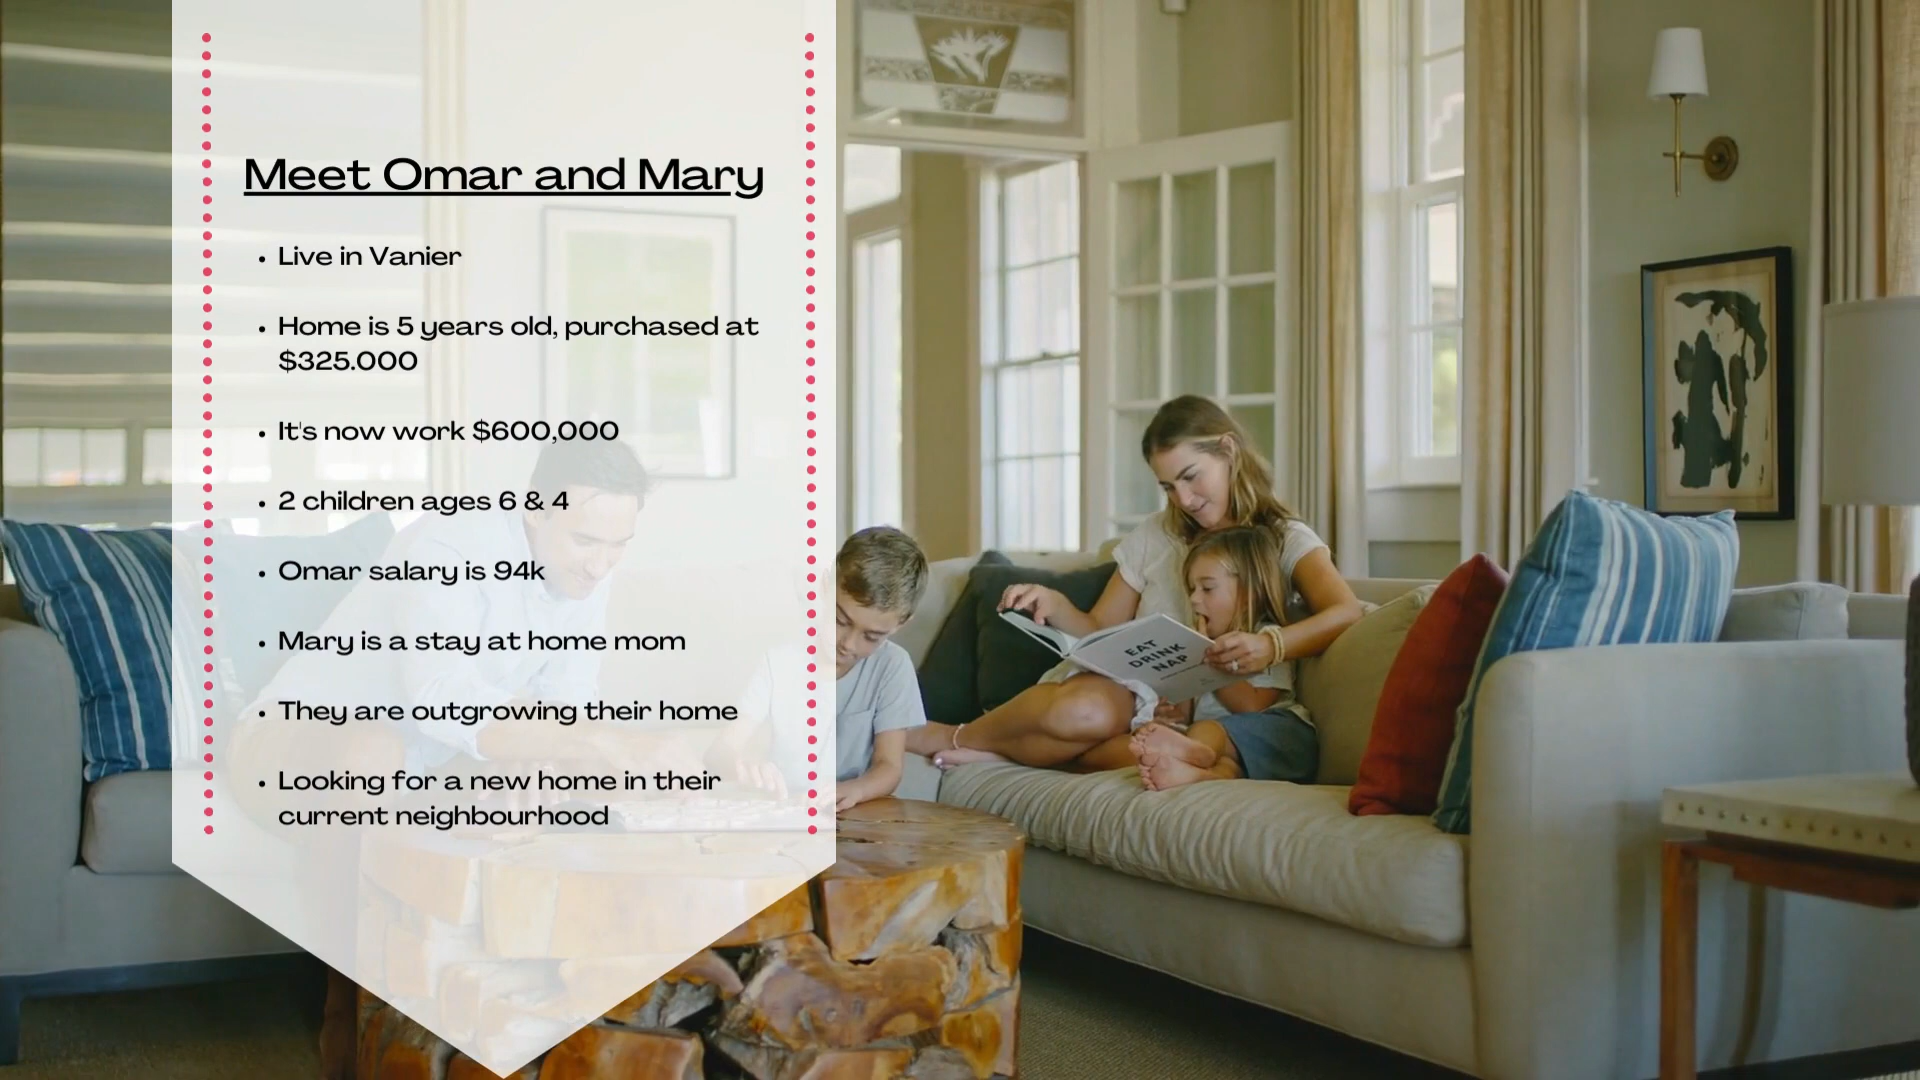 Meet Omar and Mary
• Live in Vanier
• Home is 5 years old, purchased at
$325.000
• It's now work $600,000
• 2 children ages 6 & 4
• Omar salary is 94k
• Mary is a stay at home mom
• They are outgrowing their home
• Looking for a new home in their
current neighbourhood
EAT
DRINK
NAP